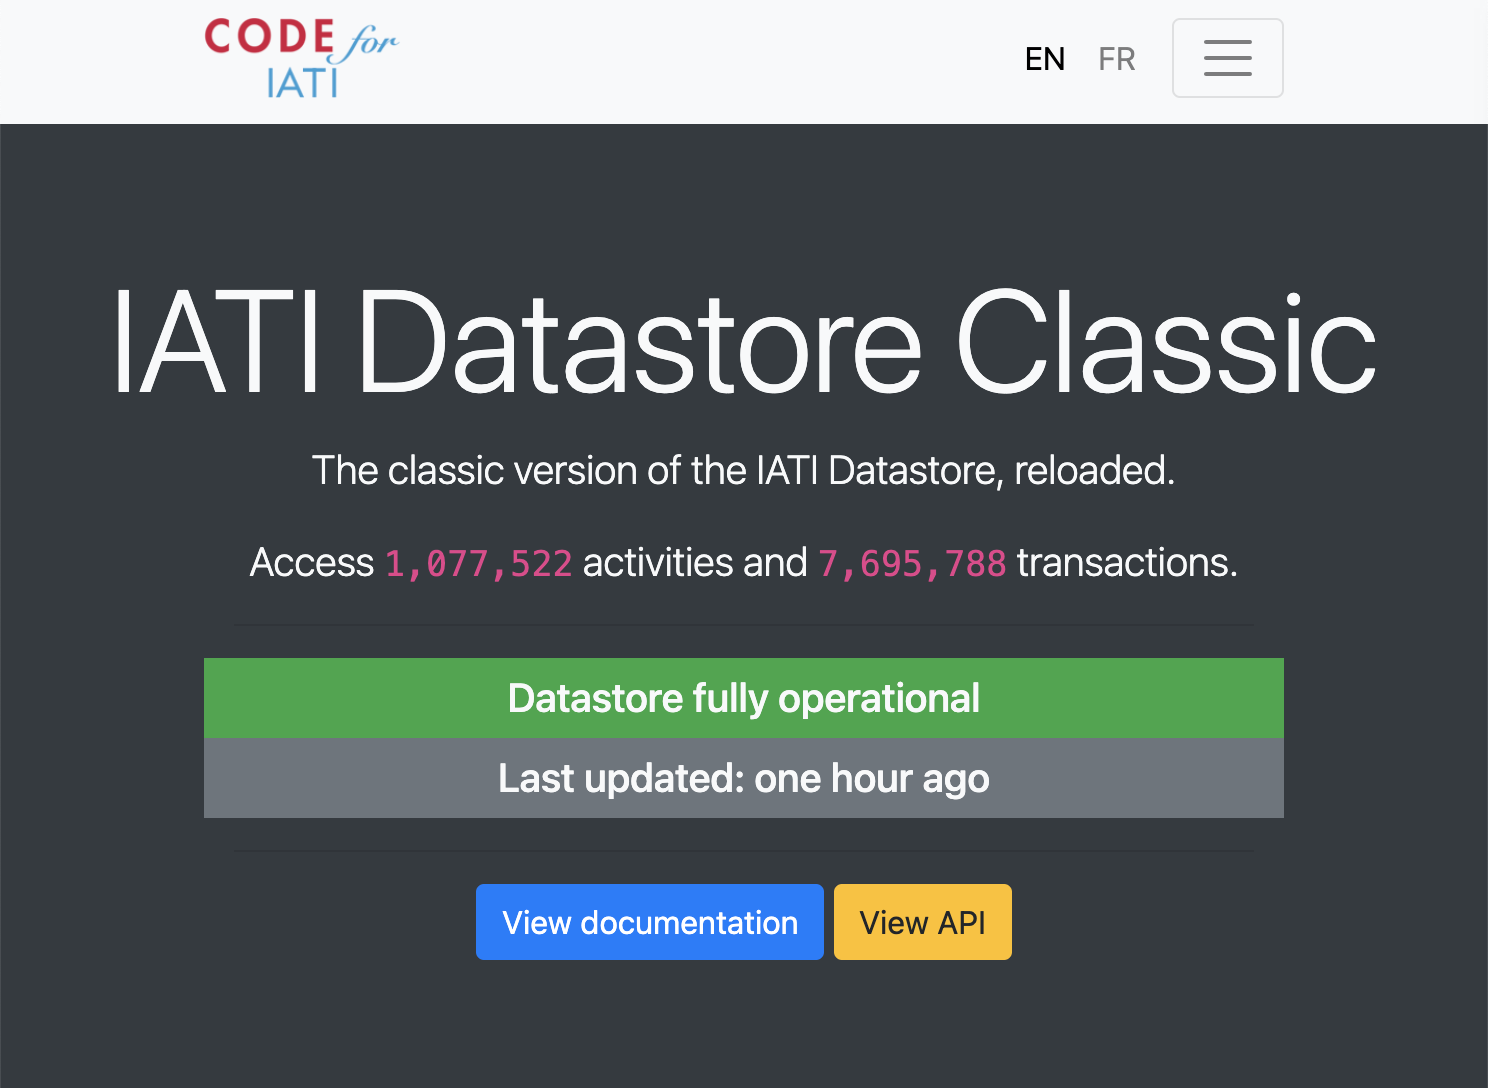 CODE for
IATI
EN FR
IATI Datastore Classic
The classic version of the IATI Datastore, reloaded.
Access 1,077,522 activities and 7,695,788 transactions.
Datastore fully operational
Last updated: one hour ago
View documentation View API